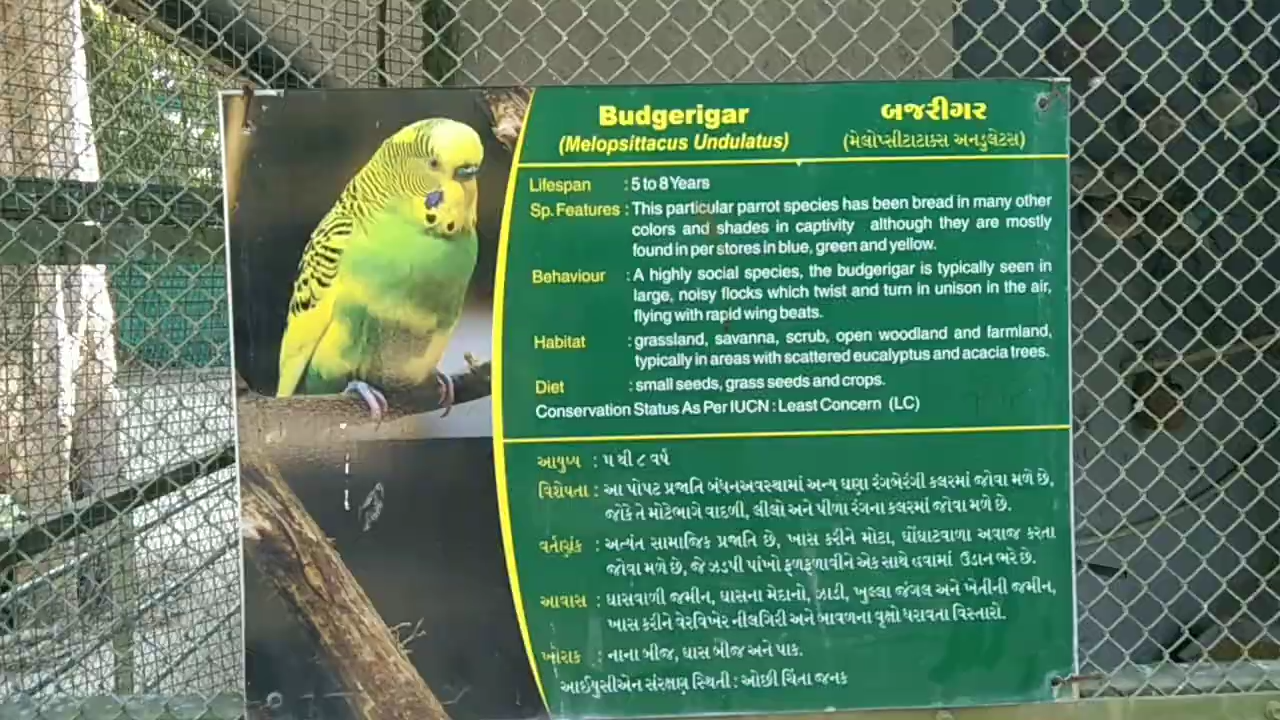 Budgerigar
(Melopsittacus Undulatus)
બજરીગર
(મેલોપ્સીટાટાક્સ અનડુલેટસ)
Lifespan : 5 to 8 Years
Sp. Features : This particular parrot species has been bread in many other
colors and shades in captivity although they are mostly
found in per stores in blue, green and yellow.
Behaviour : A highly social species, the budgerigar is typically seen in
large, noisy flocks which twist and turn in unison in the air,
flying with rapid wing beats.
Habitat : grassland, savanna, scrub, open woodland and farmland,
typically in areas with scattered eucalyptus and acacia trees.
Diet : small seeds, grass seeds and crops.
Conservation Status As Per IUCN : Least Concern (LC)
આયુષ્ય : ૫ થી ૮ વર્ષ
વિશેષતા : આ પોપટ પ્રજાતિ બંધનઅવસ્થામાં અન્ય ઘણા રંગબેરંગી કલરમાં જોવા મળે છે,
જોકે તે મોટેભાગે વાદળી, લીલો અને પીળા રંગના કલરમાં જોવા મળે છે.
વર્તણૂંક : અત્યંત સામાજિક પ્રજાતિ છે, ખાસ કરીને મોટા, ઘોંઘાટવાળા અવાજ કરતા
જોવા મળે છે, જે ઝડપી પાંખો ફળફળાવીને એક સાથે હવામાં ઉડાન ભરે છે.
આવાસ : ઘાસવાળી જમીન, ઘાસના મેદાનો, ઝાડી, ખુલ્લા જંગલ અને ખેતીની જમીન,
ખાસ કરીને વેરવિખેર નીલગિરી અને બાવળના વૃક્ષો ધરાવતા વિસ્તારો.
ખોરાક : નાના બીજ, ઘાસ બીજ અને પાક.
આઈયુસીએન સંરક્ષણ સ્થિતી : ઓછી ચિંતા જનક